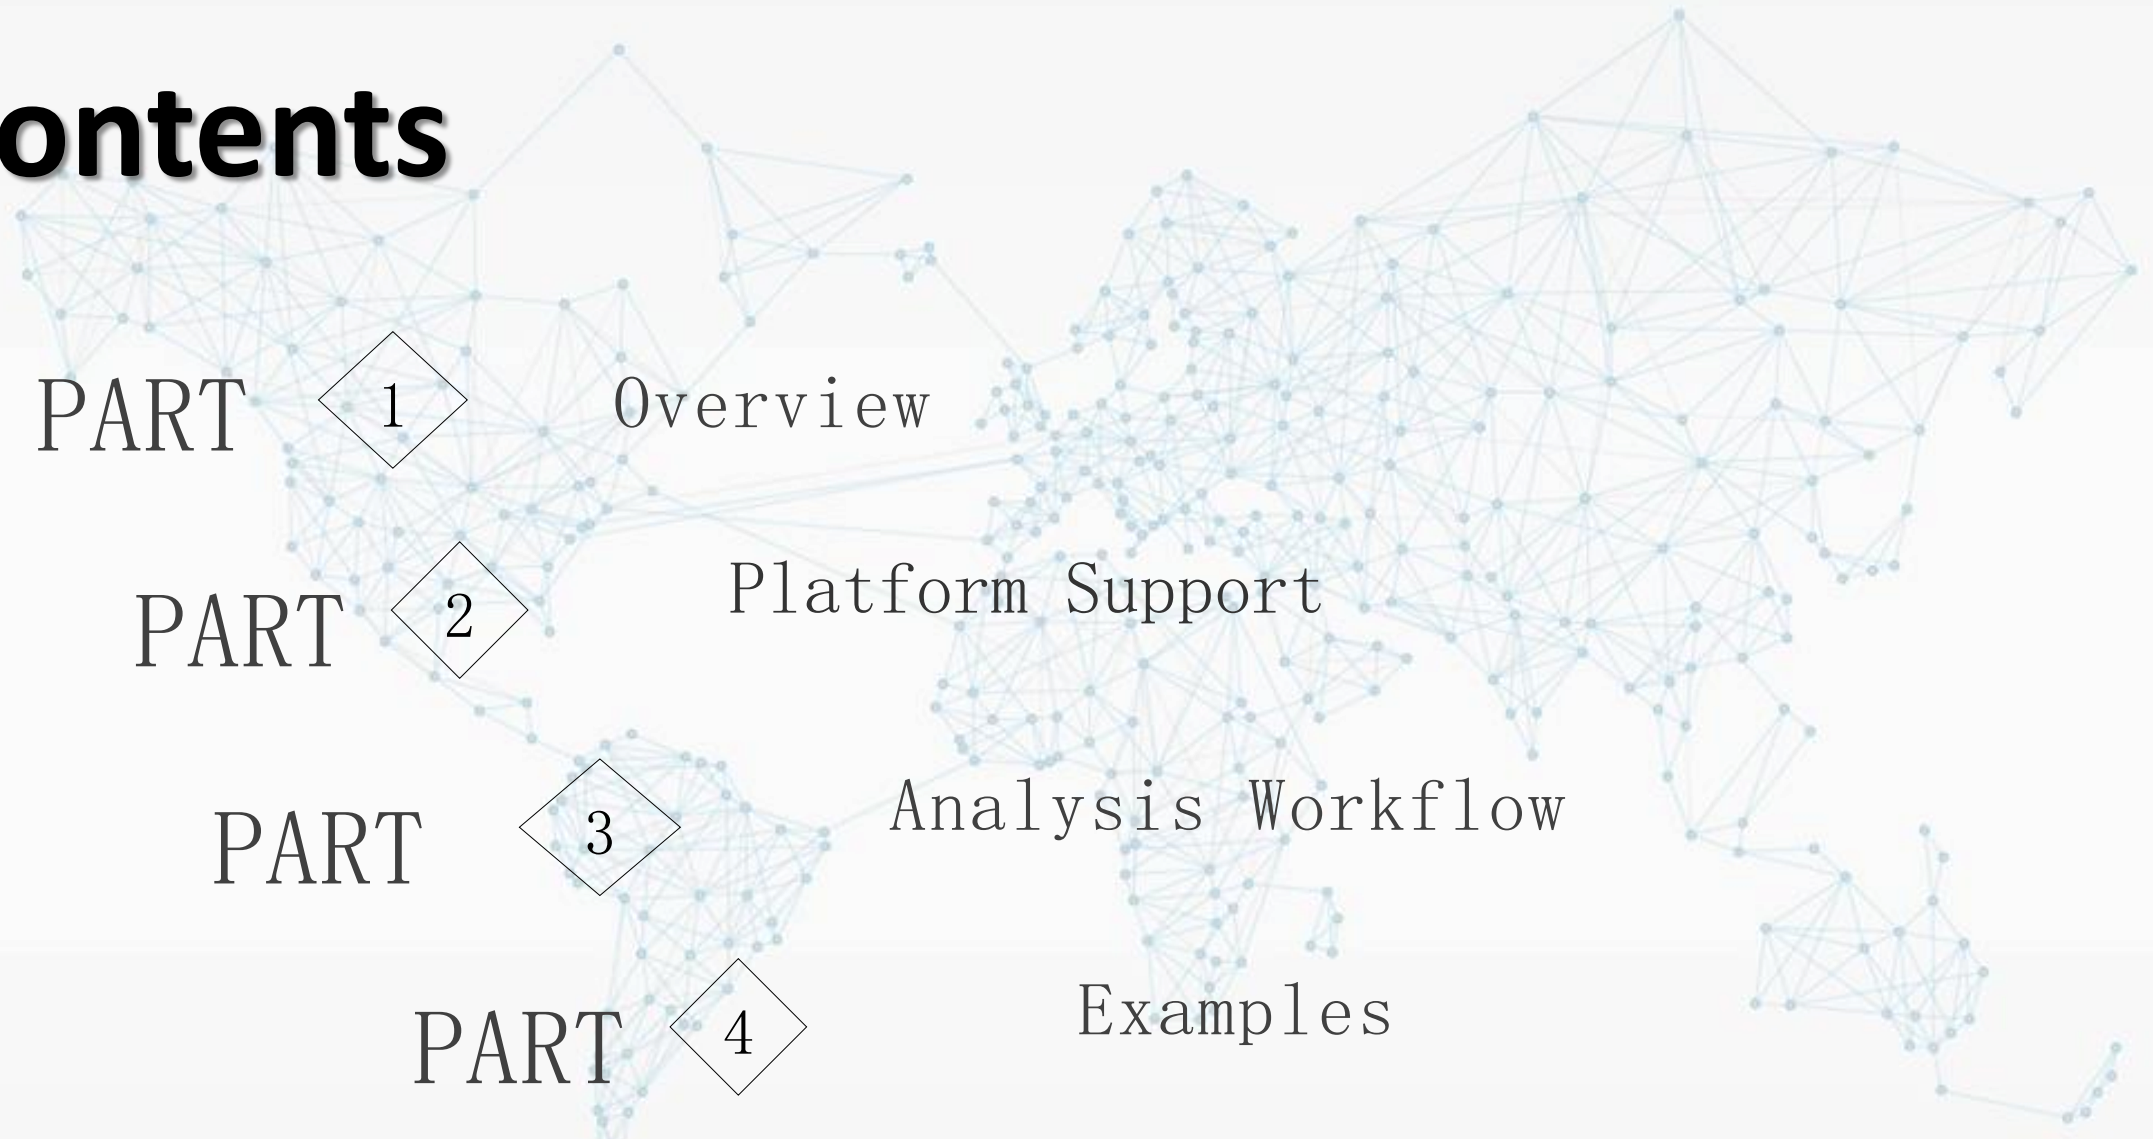 ontents
PART 1 Overview
PART 2 Platform Support
PART 3 Analysis Workflow
PART 4 Examples